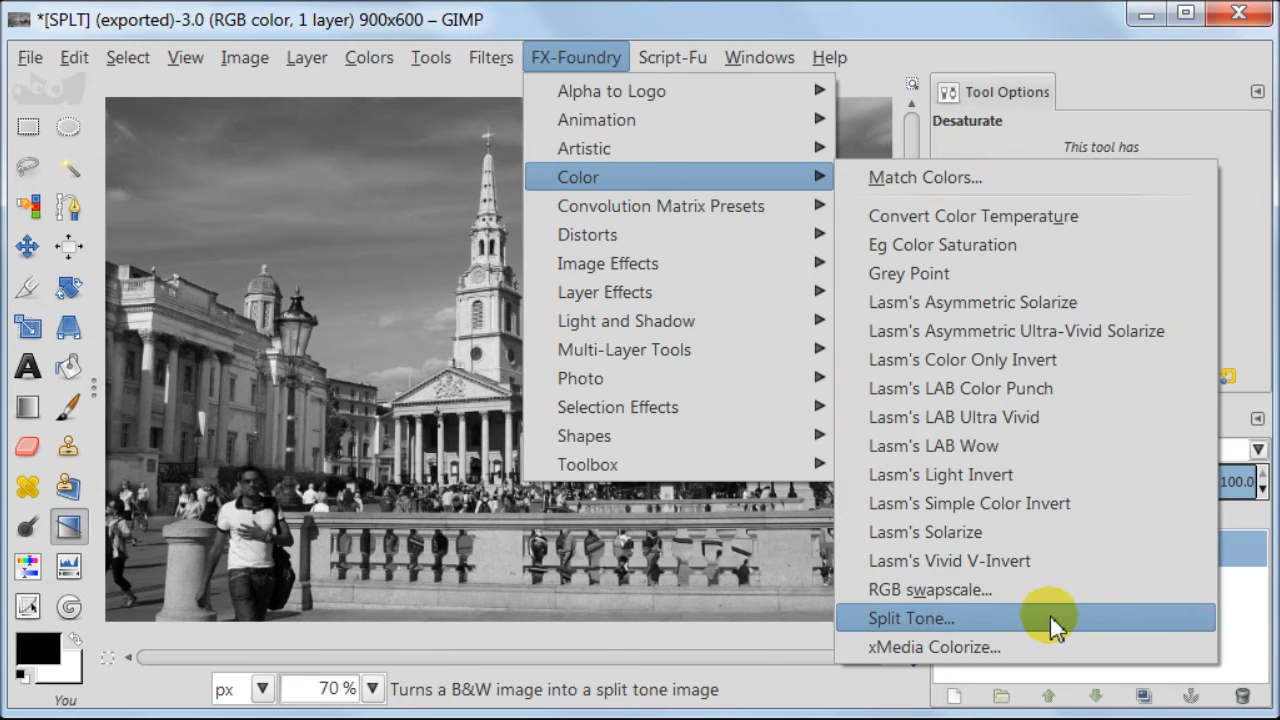 *[SPLT] (exported)-3.0 (RGB color, 1 layer) 900x600 – GIMP
File Edit Select View Image Layer Colors Tools Filters FX-Foundry Script-Fu Windows Help
Alpha to Logo
Animation
Artistic
Color
Convolution Matrix Presets
Distorts
Image Effects
Layer Effects
Light and Shadow
Multi-Layer Tools
Photo
Selection Effects
Shapes
Toolbox
Tool Options
Desaturate
This tool has
Match Colors...
Convert Color Temperature
Eg Color Saturation
Grey Point
Lasm's Asymmetric Solarize
Lasm's Asymmetric Ultra-Vivid Solarize
Lasm's Color Only Invert
Lasm's LAB Color Punch
Lasm's LAB Ultra Vivid
Lasm's LAB Wow
Lasm's Light Invert
Lasm's Simple Color Invert
Lasm's Solarize
Lasm's Vivid V-Invert
RGB swapscale...
Split Tone...
xMedia Colorize...
100.0
px 70 % Turns a B&W image into a split tone image
You